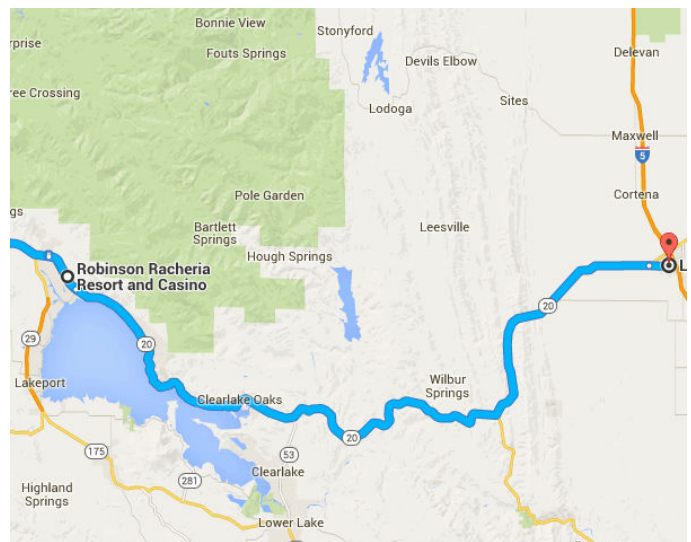 Bonnie View
Stonyford
erprise
Fouts Springs
Delevan
Devils Elbow
ree Crossing
Sites
Lodoga
Maxwell
5
Pole Garden
Cortena
gs
Bartlett
Springs
Leesville
Hough Springs
Robinson Racheria
Resort and Casino
L
20
29
20
Lakeport
Wilbur
Springs
Clearlake Oaks
20
175
53
Clearlake
281
Highland
Springs
Lower Lake